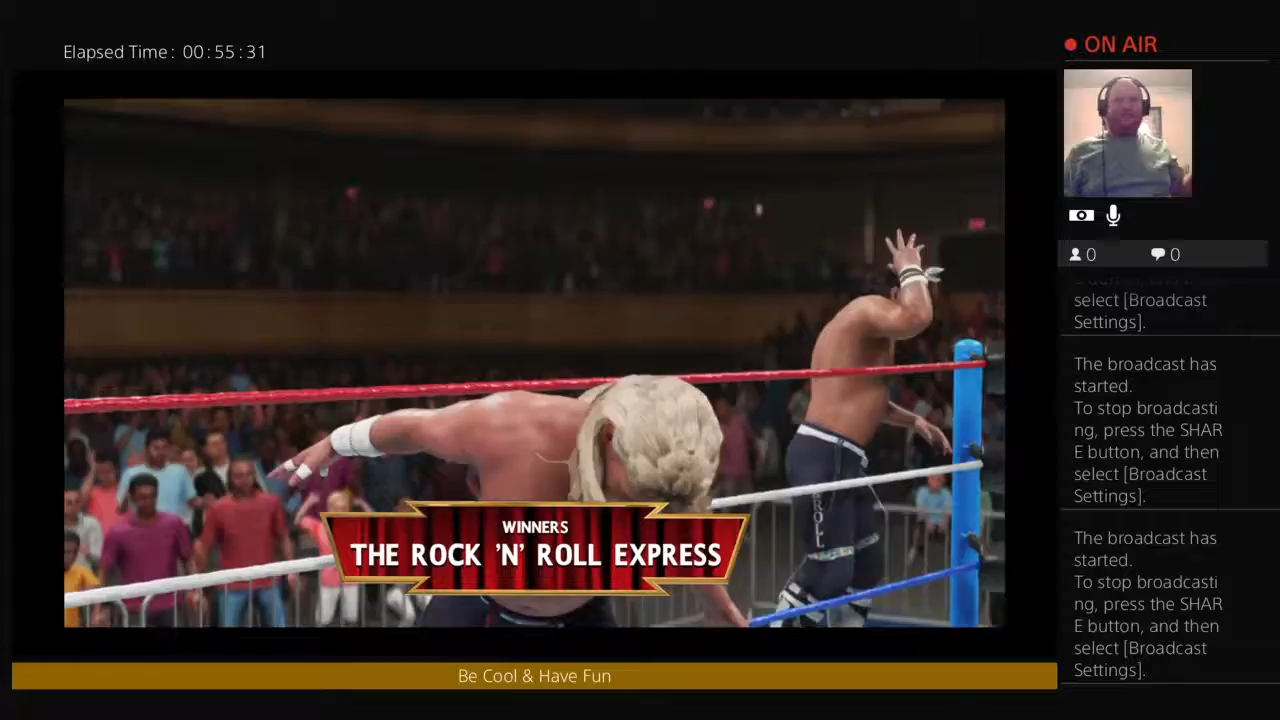 Elapsed Time: 00:55:31
ON AIR
0 0
select [Broadcast
Settings].
The broadcast has
started.
To stop broadcasti
ng, press the SHAR
E button, and then
select [Broadcast
Settings].
The broadcast has
started.
To stop broadcasti
ng, press the SHAR
E button, and then
select [Broadcast
Settings].
ROLL
WINNERS
THE ROCK 'N' ROLL EXPRESS
Be Cool & Have Fun